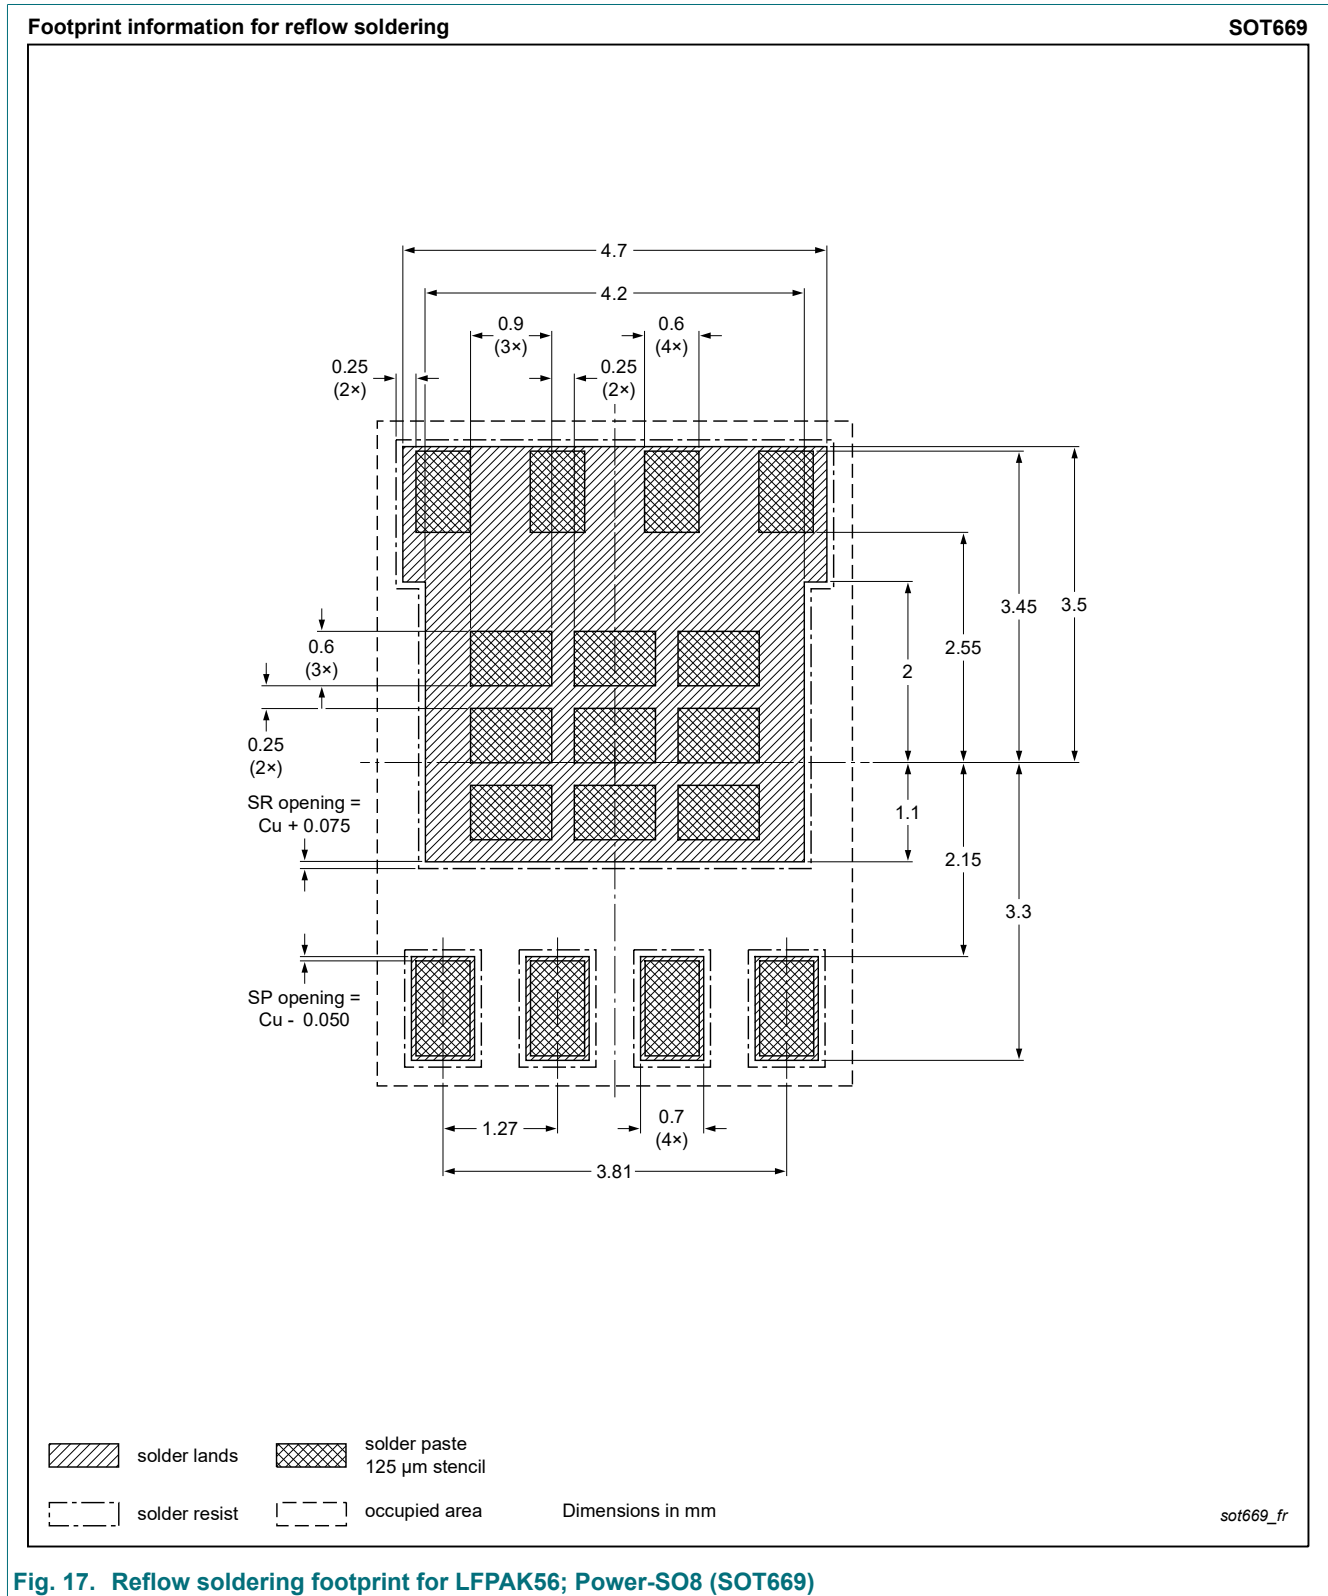 Footprint information for reflow soldering SOT669
4.7
4.2
0.9
(3×)
0.6
(4×)
0.25
(2×)
0.25
(2×)
3.45
3.5
2.55
2
0.6
(3×)
0.25
(2×)
SR opening =
Cu + 0.075
1.1
2.15
3.3
SP opening =
Cu - 0.050
1.27
0.7
(4×)
3.81
solder lands
solder paste
125 µm stencil
solder resist
occupied area
Dimensions in mm
sot669_fr
Fig. 17. Reflow soldering footprint for LFPAK56; Power-SO8 (SOT669)